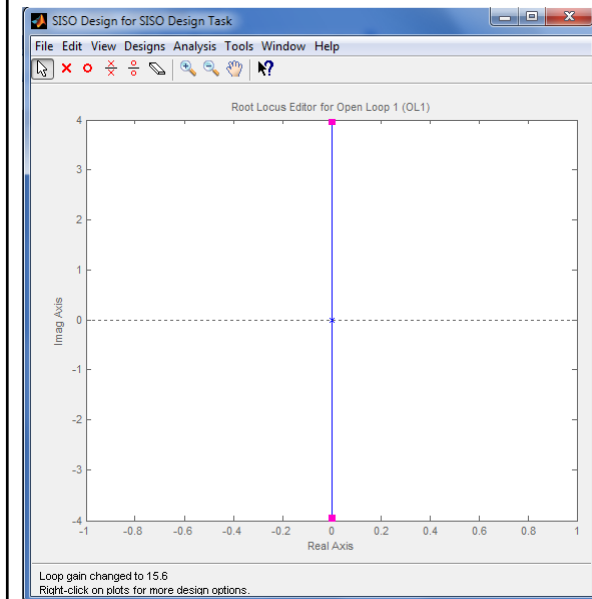 SISO Design for SISO Design Task
File Edit View Designs Analysis Tools Window Help
Root Locus Editor for Open Loop 1 (OL1)
4
3
2
1
0
-1
-2
-3
-4
Imag Axis
-1 -0.8 -0.6 -0.4 -0.2 0 0.2 0.4 0.6 0.8 1
Real Axis
Loop gain changed to 15.6
Right-click on plots for more design options.